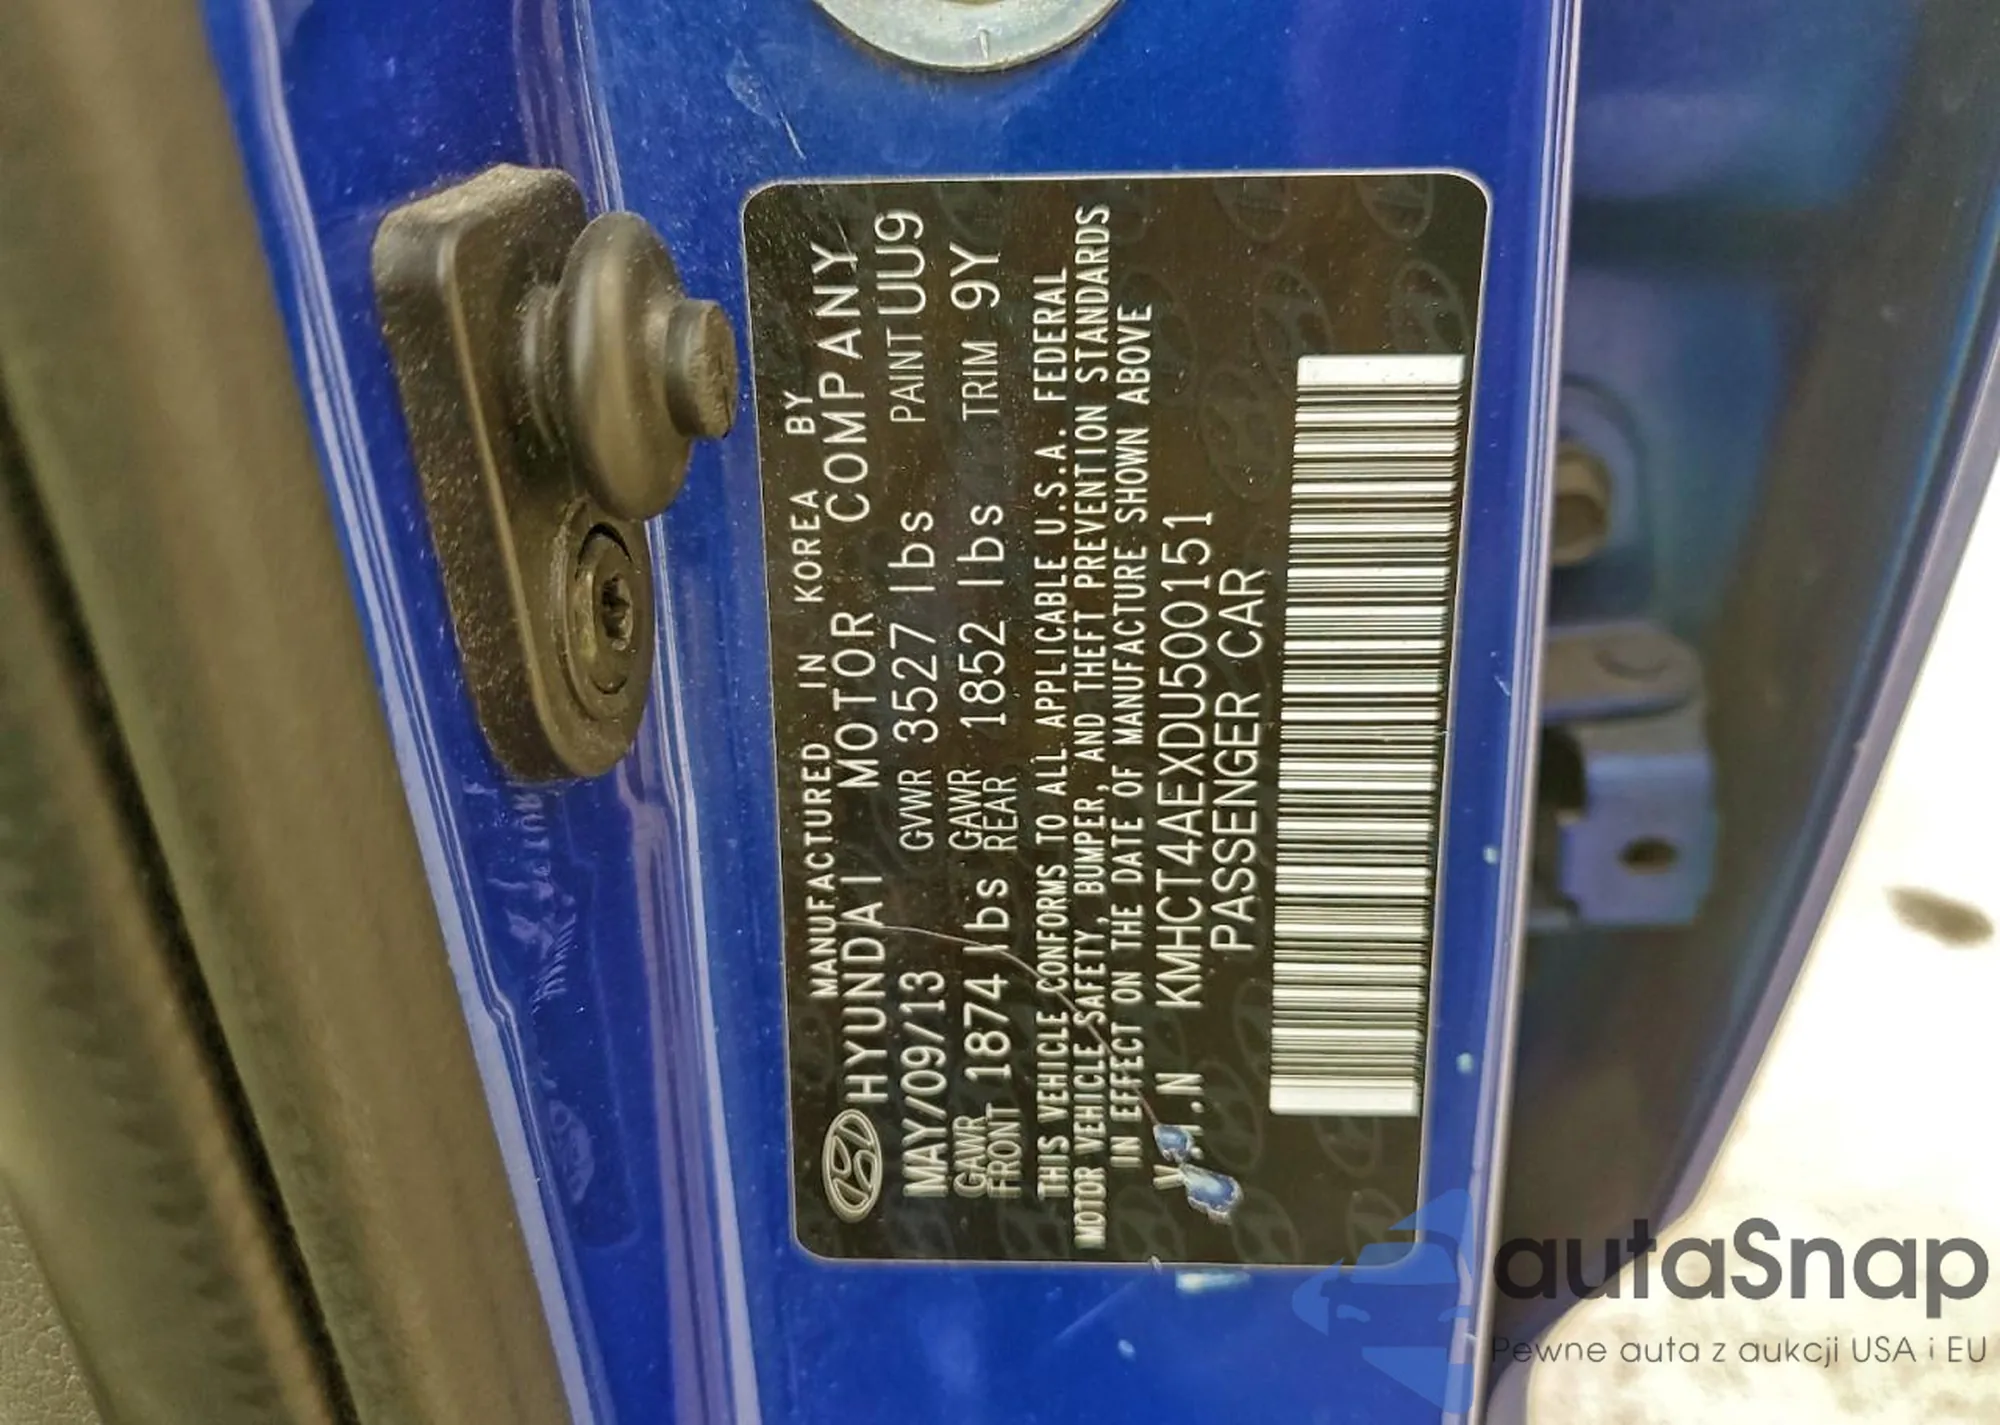 MANUFACTURED IN KOREA BY
HYUNDAI MOTOR COMPANY
MAY/09/13 GVWR 3527 lbs PAINT UU9
GAWR FRONT 1874 lbs GAWR REAR 1852 lbs TRIM 9Y
THIS VEHICLE CONFORMS TO ALL APPLICABLE U.S.A. FEDERAL
MOTOR VEHICLE SAFETY, BUMPER, AND THEFT PREVENTION STANDARDS
IN EFFECT ON THE DATE OF MANUFACTURE SHOWN ABOVE
V.I.N KMHCT4AEXDU500151
PASSENGER CAR
autaSnap
Pewne auta z aukcji USA i EU